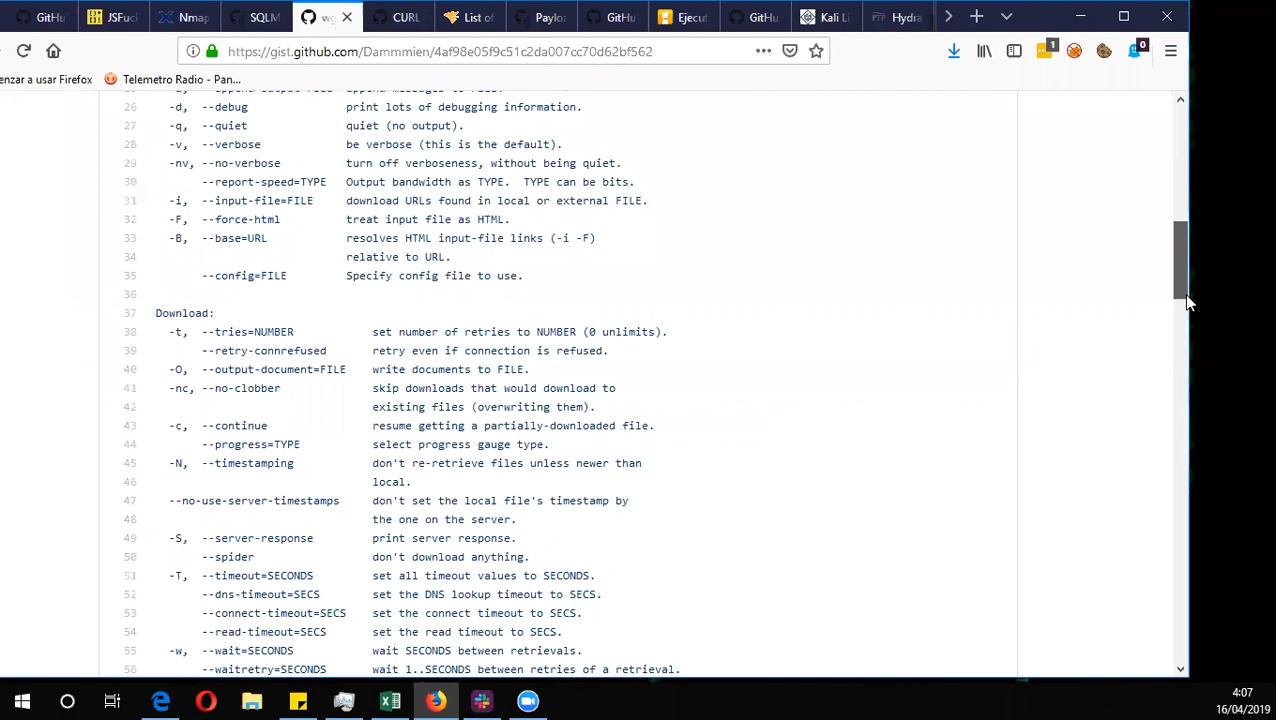 GitHu
JSFuci
Nmap
SQLM
wg
CURL
List of
Payloa
GitHu
Ejecut
GitHu
Kali Li
Hydra
https://gist.github.com/Dammmien/4af98e05f9c51c2da007cc70d62bf562
1
0
enzar a usar Firefox
Telemetro Radio - Pan...
26 -d, --debug print lots of debugging information.
27 -q, --quiet quiet (no output).
28 -v, --verbose be verbose (this is the default).
29 -nv, --no-verbose turn off verboseness, without being quiet.
30 --report-speed=TYPE Output bandwidth as TYPE. TYPE can be bits.
31 -i, --input-file=FILE download URLs found in local or external FILE.
32 -F, --force-html treat input file as HTML.
33 -B, --base=URL resolves HTML input-file links (-i -F)
34 relative to URL.
35 --config=FILE Specify config file to use.
36
37 Download:
38 -t, --tries=NUMBER set number of retries to NUMBER (0 unlimits).
39 --retry-connrefused retry even if connection is refused.
40 -O, --output-document=FILE write documents to FILE.
41 -nc, --no-clobber skip downloads that would download to
42 existing files (overwriting them).
43 -c, --continue resume getting a partially-downloaded file.
44 --progress=TYPE select progress gauge type.
45 -N, --timestamping don't re-retrieve files unless newer than
46 local.
47 --no-use-server-timestamps don't set the local file's timestamp by
48 the one on the server.
49 -S, --server-response print server response.
50 --spider don't download anything.
51 -T, --timeout=SECONDS set all timeout values to SECONDS.
52 --dns-timeout=SECS set the DNS lookup timeout to SECS.
53 --connect-timeout=SECS set the connect timeout to SECS.
54 --read-timeout=SECS set the read timeout to SECS.
55 -w, --wait=SECONDS wait SECONDS between retrievals.
56 --waitretry=SECONDS wait 1..SECONDS between retries of a retrieval.
4:07
16/04/2019